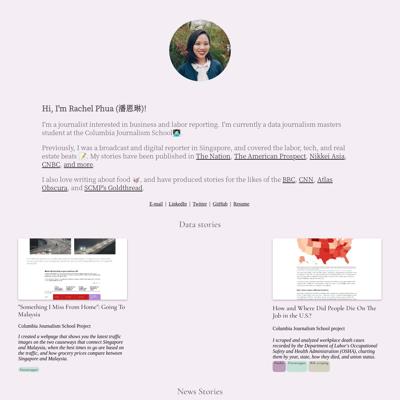 Hi, I'm Rachel Phua (潘恩琳)!
I'm a journalist interested in business and labor reporting. I'm currently a data journalism masters
student at the Columbia Journalism School
Previously, I was a broadcast and digital reporter in Singapore, and covered the labor, tech, and real
estate beats. My stories have been published in The Nation, The American Prospect, Nikkei Asia,
CNBC, and more.
I also love writing about food, and have produced stories for the likes of the BBC, CNN, Atlas
Obscura, and SCMP's Goldthread.
E-mail | LinkedIn | Twitter | GitHub | Resume
Data stories
"Something I Miss From Home": Going To
Malaysia
Columbia Journalism School Project
I created a webpage that shows you the latest traffic
images on the two causeways that connect Singapore
and Malaysia, when the best times to go are based on
the traffic, and how grocery prices compare between
Singapore and Malaysia.
How and Where Did People Die On The
Job in the U.S.?
Columbia Journalism School project
I scraped and analyzed workplace death cases
recorded by the Department of Labor's Occupational
Safety and Health Administration (OSHA), charting
them by year, state, how they died, and union status.
News Stories